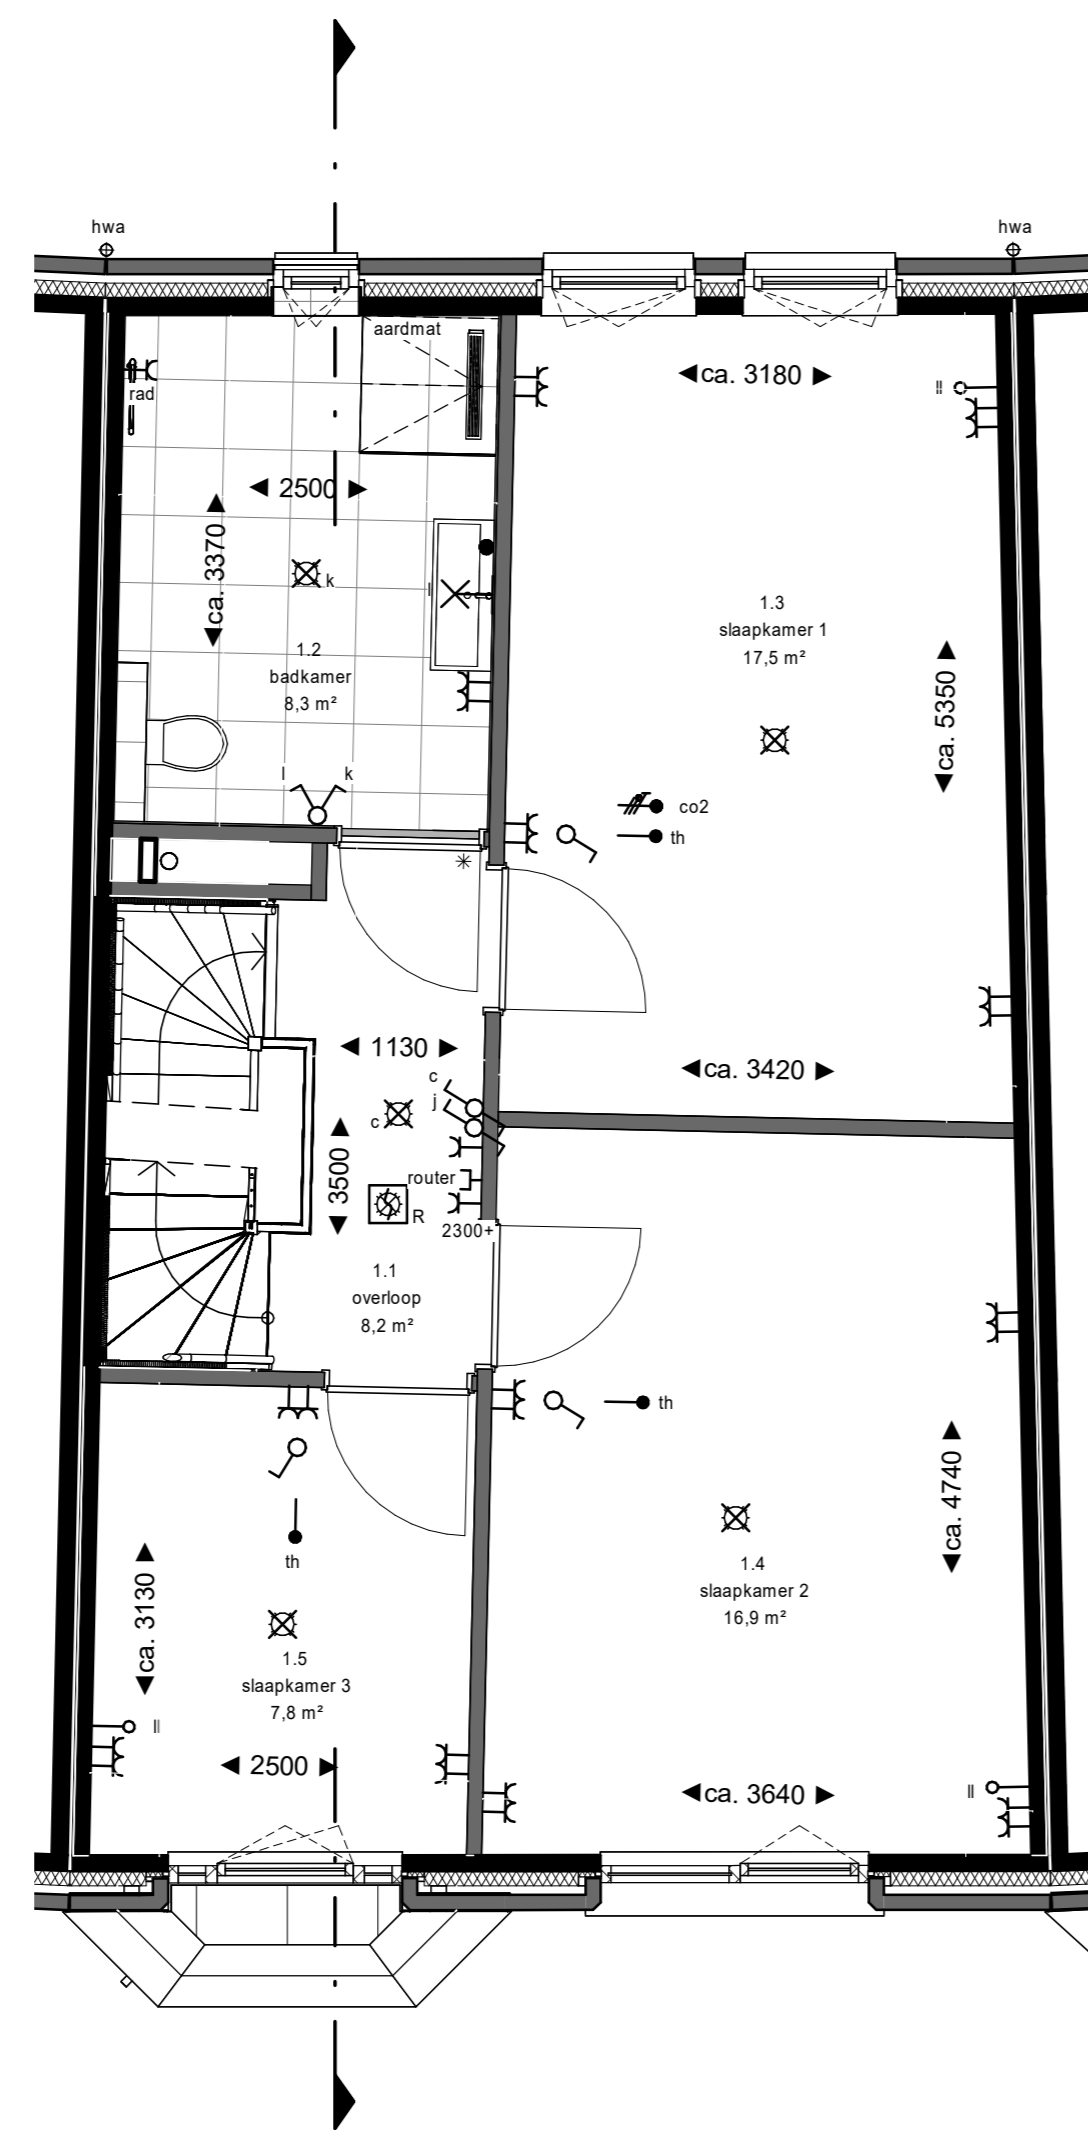 hwa
hwa
aardmat
rad
ca. 3180
II
2500
ca. 3370
k
l
1.2
badkamer
8,3 m²
1.3
slaapkamer 1
17,5 m²
ca. 5350
l
k
co2
th
1130
ca. 3420
c
j
c
3500
router
R
2300+
1.1
overloop
8,2 m²
th
ca. 4740
th
ca. 3130
1.4
slaapkamer 2
16,9 m²
1.5
slaapkamer 3
7,8 m²
II
2500
ca. 3640
II